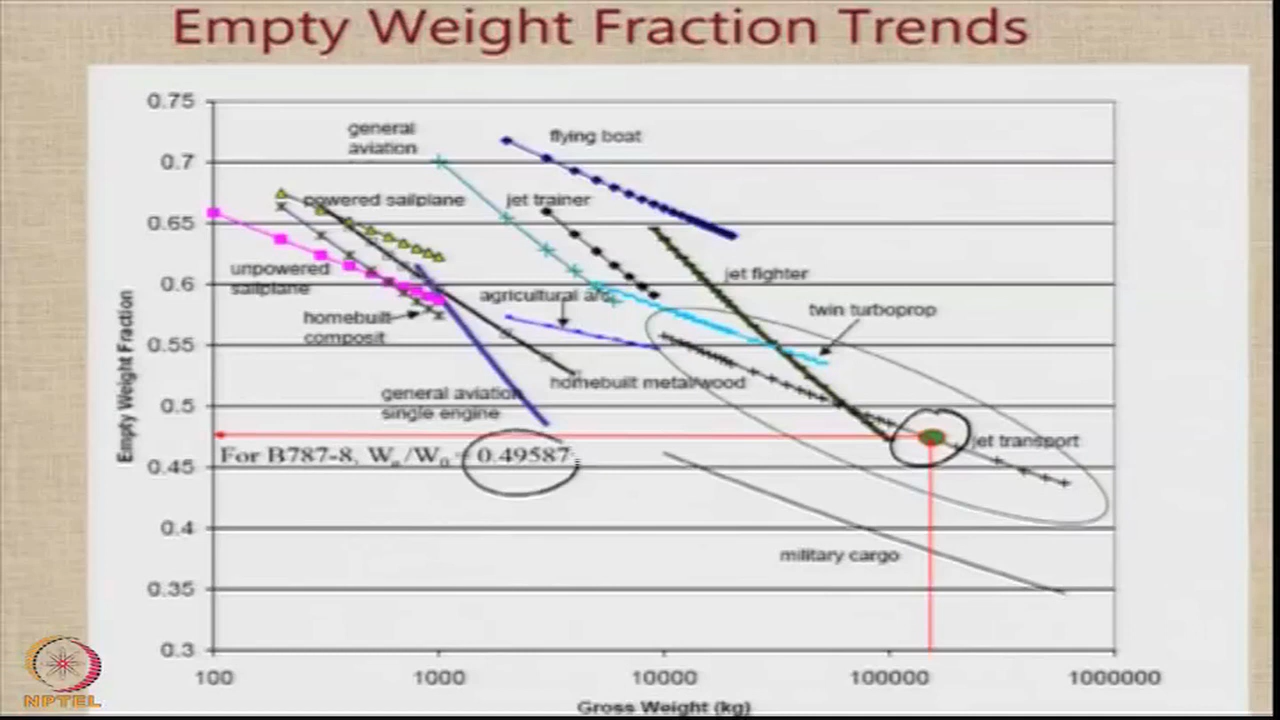 Empty Weight Fraction Trends
0.75
0.7
0.65
0.6
0.55
0.5
0.45
0.4
0.35
0.3
Empty Weight Fraction
general
aviation
flying boat
powered sailplane
jet trainer
unpowered
sailplane
agricultural arc
jet fighter
homebuilt
composit
twin turboprop
general aviation
single engine
homebuilt metal/wood
jet transport
For B787-8, We/W0 = 0.49587
military cargo
100
1000
10000
100000
1000000
Gross Weight (kg)
NPTEL